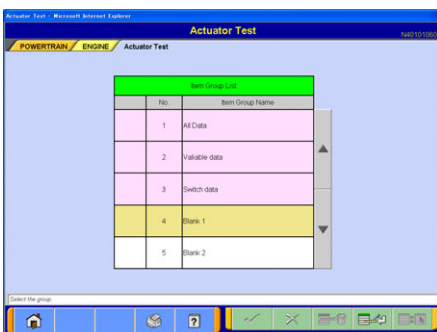 Actuator Test - Microsoft Internet Explorer
Actuator Test
N40101060
POWERTRAIN ENGINE Actuator Test
Item Group List
No. Item Group Name
1 All Data
2 Valiable data
3 Switch data
4 Blank 1
5 Blank 2
Select the group.
?